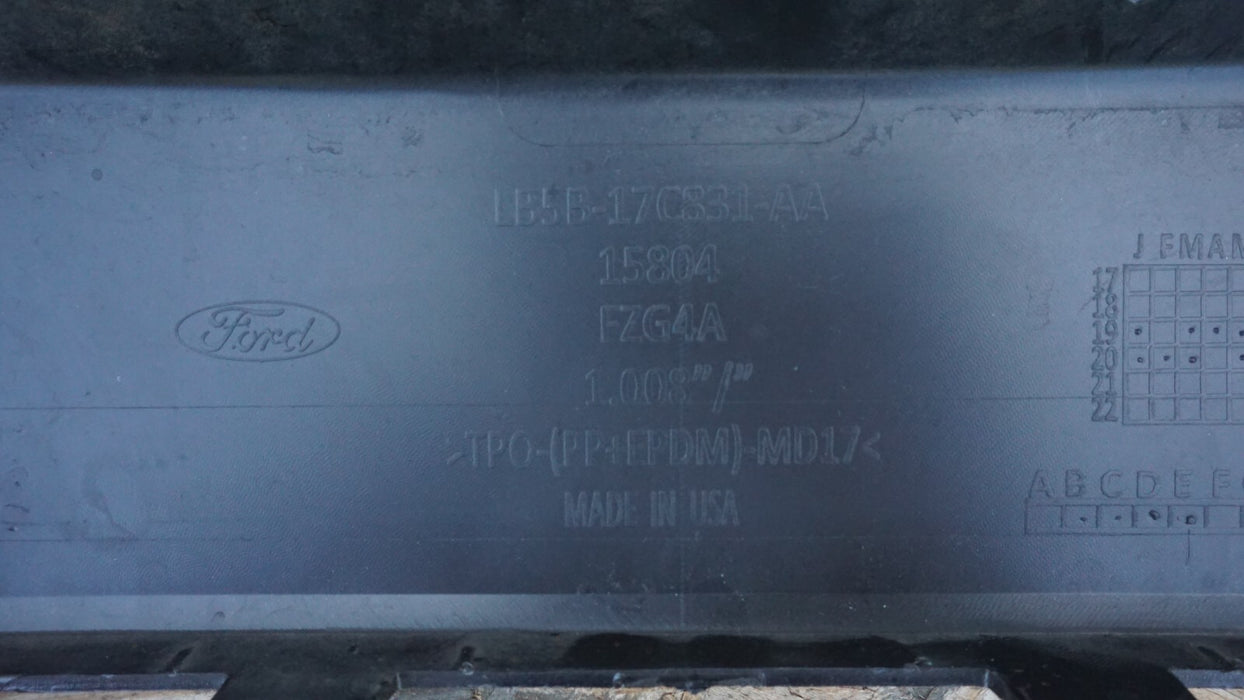 LB5B-17C831-AA
15804
FZG4A
1.008”/”
>TPO-(PP+EPDM)-MD17<
MADE IN USA
Ford
J F M A M
17
18
19
20
21
22
A B C D E F